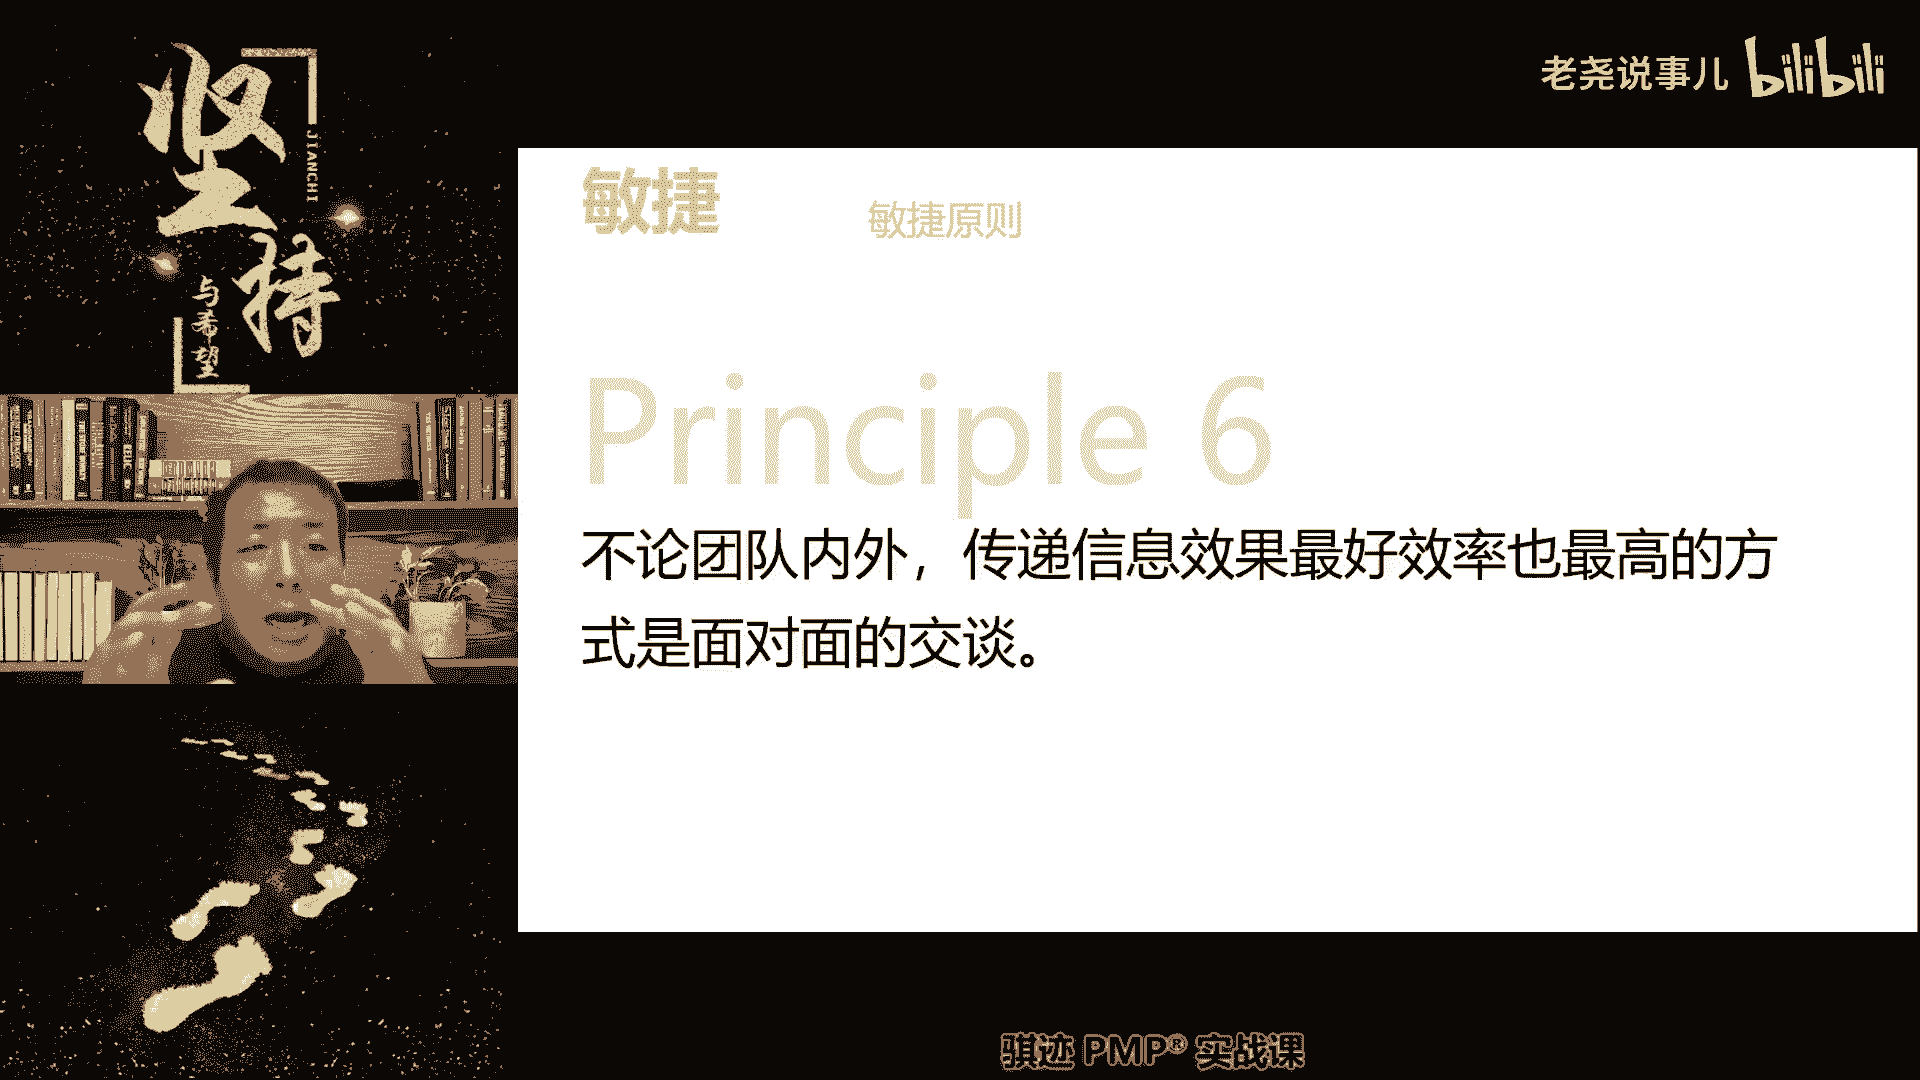 坚持
JIANCHI
与希望
老尧说事儿 bilibili
敏捷
敏捷原则
Principle 6
不论团队内外，传递信息效果最好效率也最高的方
式是面对面的交谈。
骐迹 PMP® 实战课